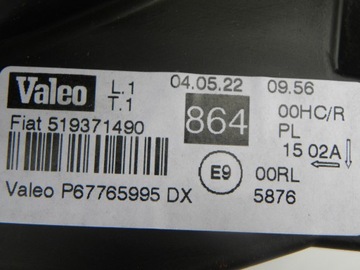 Valeo L.1 04.05.22 09.56
T.1 864 00HC/R
Fiat 519371490 PL
15 02A
E9 00RL
Valeo P67765995 DX 5876